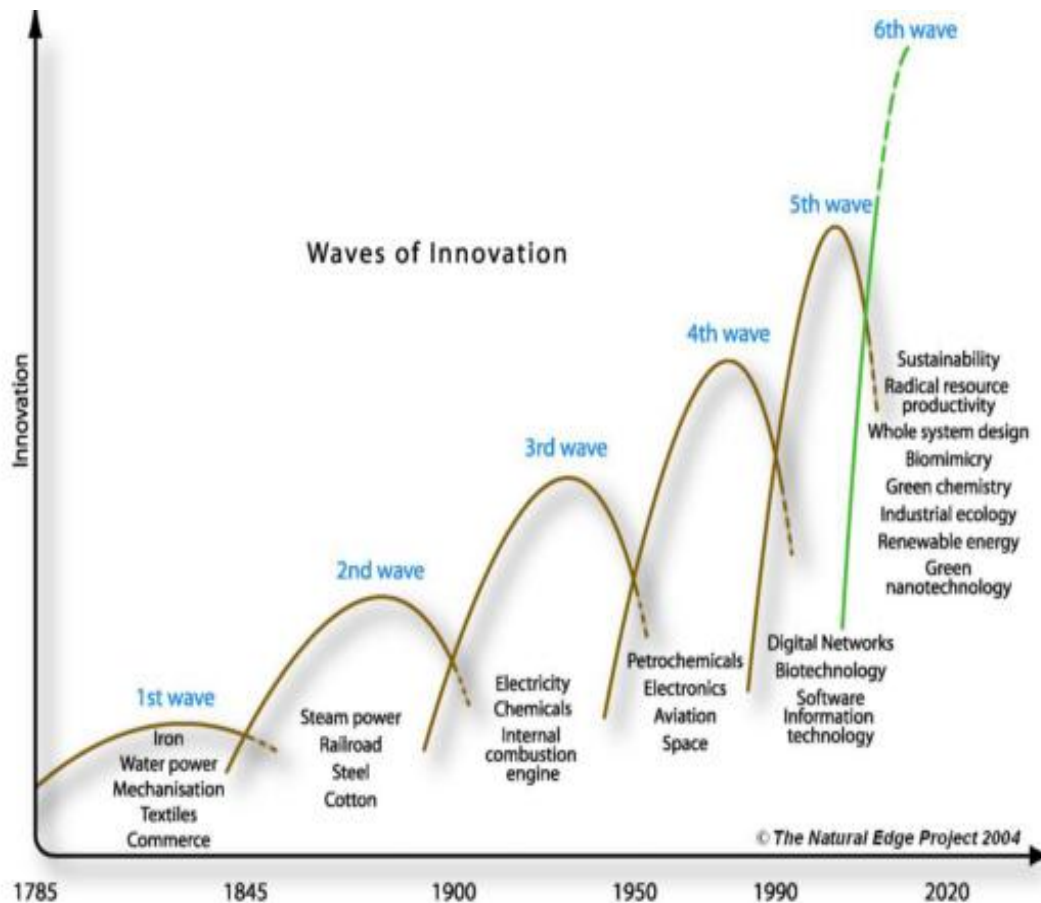 6th wave
5th wave
Waves of Innovation
4th wave
3rd wave
2nd wave
1st wave
Innovation
Iron
Water power
Mechanisation
Textiles
Commerce
Steam power
Railroad
Steel
Cotton
Electricity
Chemicals
Internal
combustion
engine
Petrochemicals
Electronics
Aviation
Space
Digital Networks
Biotechnology
Software
Information
technology
Sustainability
Radical resource
productivity
Whole system design
Biomimicry
Green chemistry
Industrial ecology
Renewable energy
Green
nanotechnology
© The Natural Edge Project 2004
1785 1845 1900 1950 1990 2020